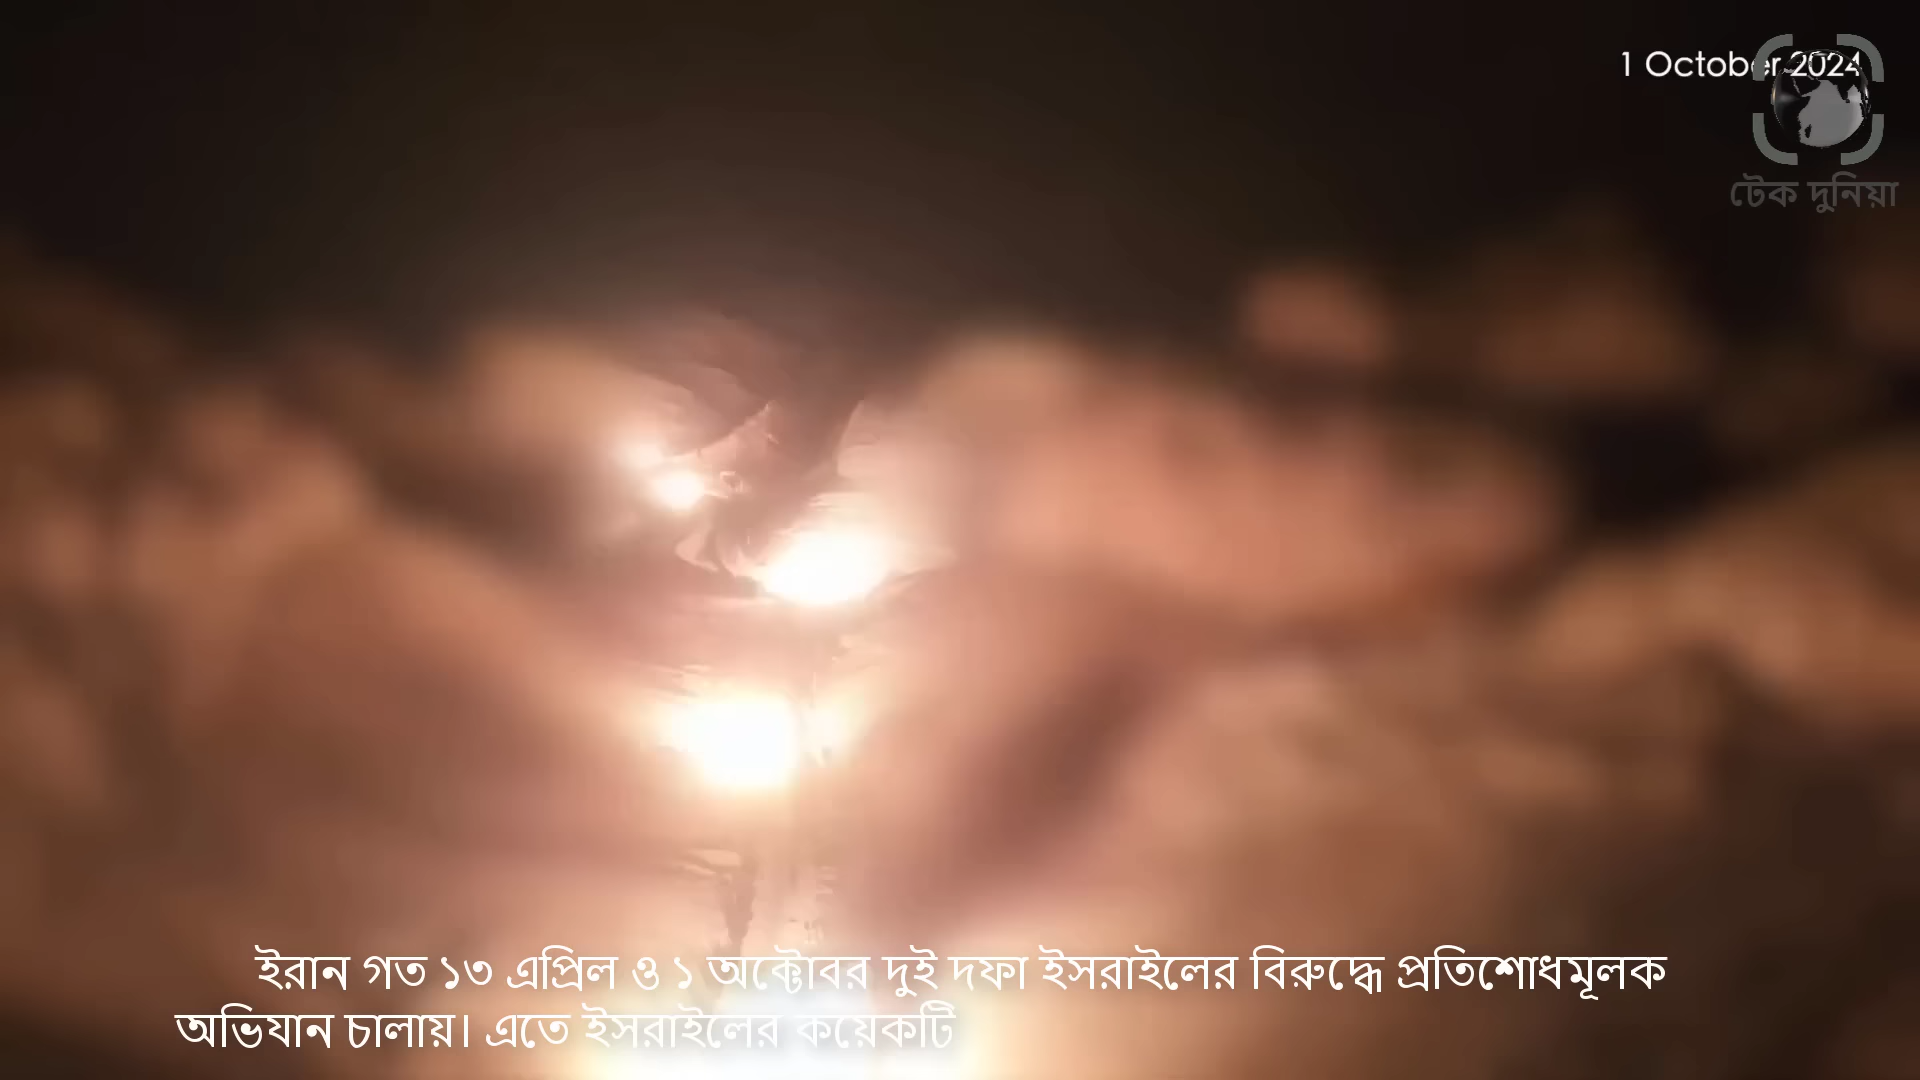 1 October 2024
টেক দুনিয়া
ইরান গত ১৩ এপ্রিল ও ১ অক্টোবর দুই দফা ইসরাইলের বিরুদ্ধে প্রতিশোধমূলক
অভিযান চালায়। এতে ইসরাইলের কয়েকটি